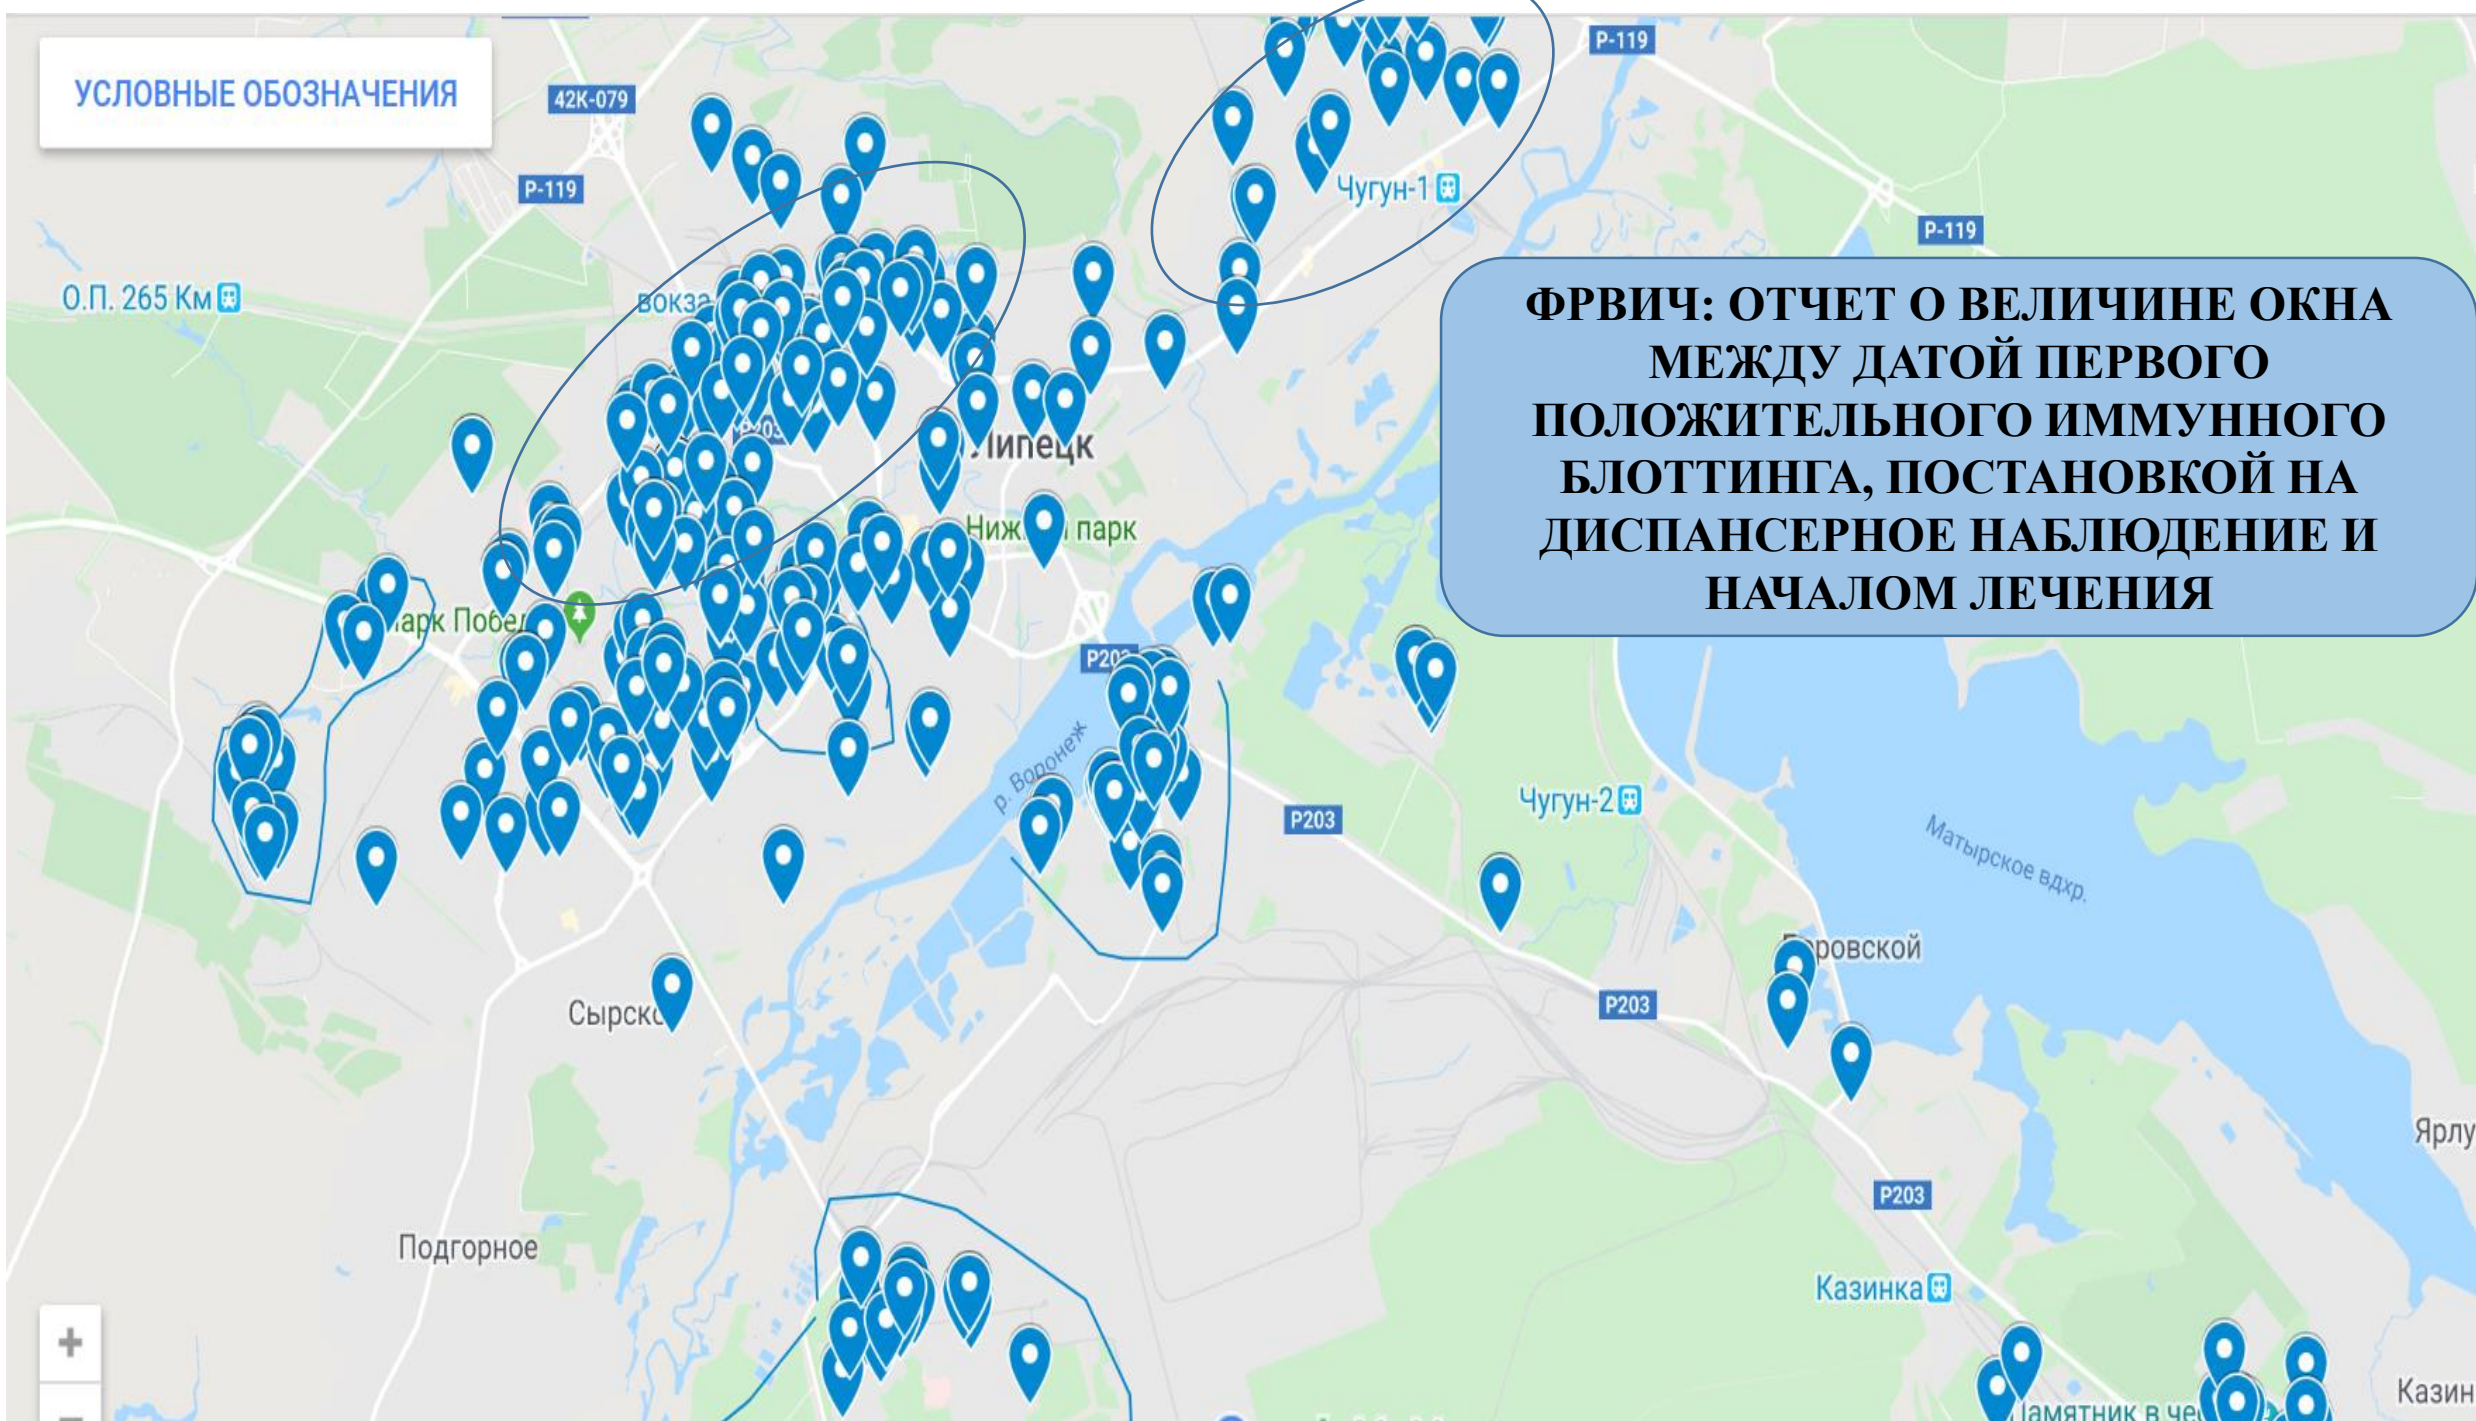 УСЛОВНЫЕ ОБОЗНАЧЕНИЯ
42К-079
Р-119
Р-119
Чугун-1
Р-119
О.П. 265 Км
ФРВИЧ: ОТЧЕТ О ВЕЛИЧИНЕ ОКНА
МЕЖДУ ДАТОЙ ПЕРВОГО
ПОЛОЖИТЕЛЬНОГО ИММУННОГО
БЛОТТИНГА, ПОСТАНОВКОЙ НА
ДИСПАНСЕРНОЕ НАБЛЮДЕНИЕ И
НАЧАЛОМ ЛЕЧЕНИЯ
Липецк
парк
р. Воронеж
Р203
Чугун-2
Матырское вдхр.
Р203
Подгорное
Р203
Казинка
+